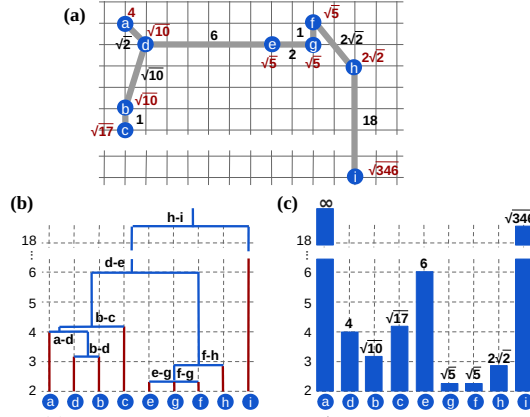 (a)
a 4
√2 d √10
6
e √5
1 f √5
g √5
2
2√2
h 2√2
√10
b √10
1
√17 c
18
i √346
(b)
h-i
18
...
d-e
6
5
b-c
4
a-d
b-d
f-h
3
e-g f-g
2
a d b c e g f h i
(c)
∞
√346
18
...
6
6
5
√17
4
4
√10
3
2√2
√5 √5
2
a d b c e g f h i